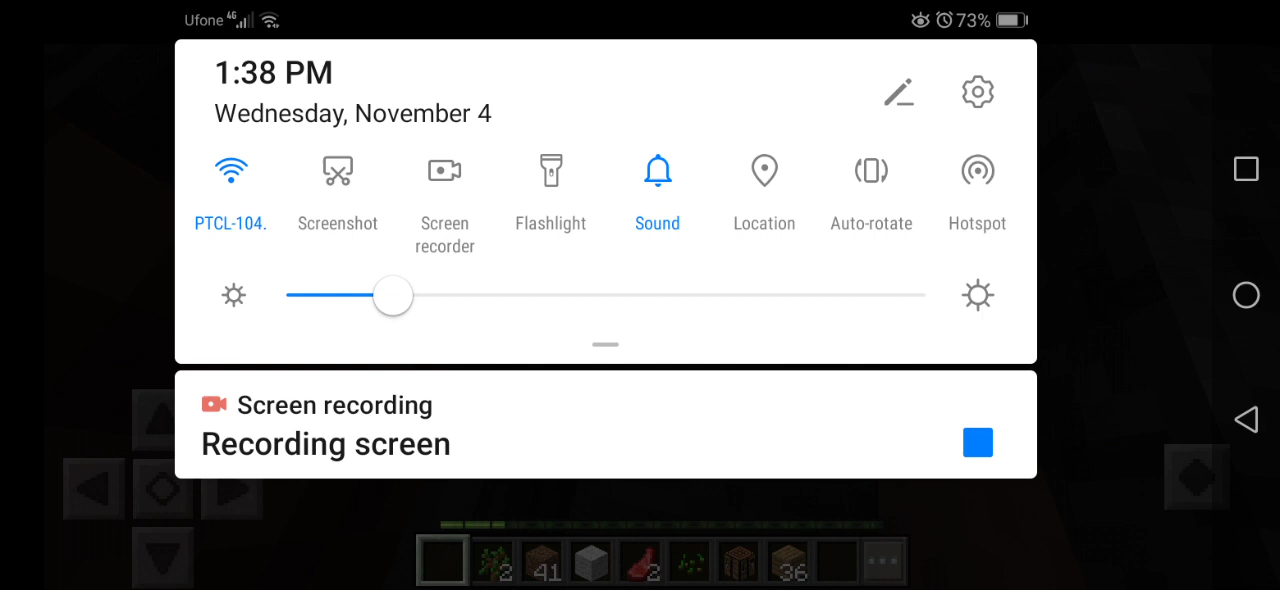 Ufone 4G 73%
1:38 PM
Wednesday, November 4
PTCL-104. Screenshot Screen recorder Flashlight Sound Location Auto-rotate Hotspot
Screen recording
Recording screen
2 41 2 36